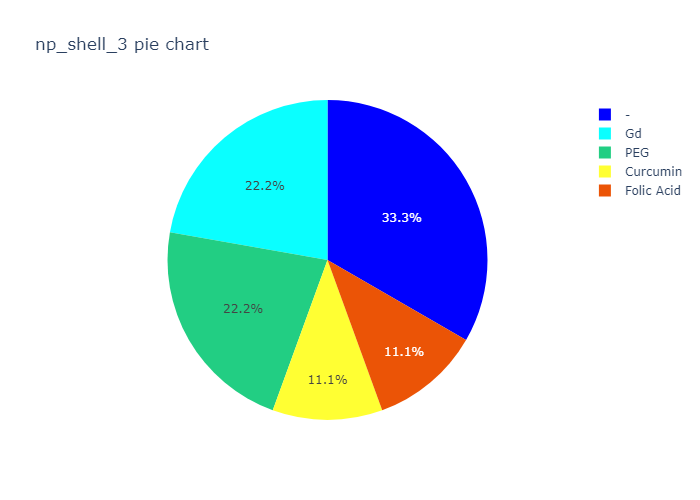 np_shell_3 pie chart
-
Gd
PEG
Curcumin
Folic Acid
22.2%
33.3%
22.2%
11.1%
11.1%